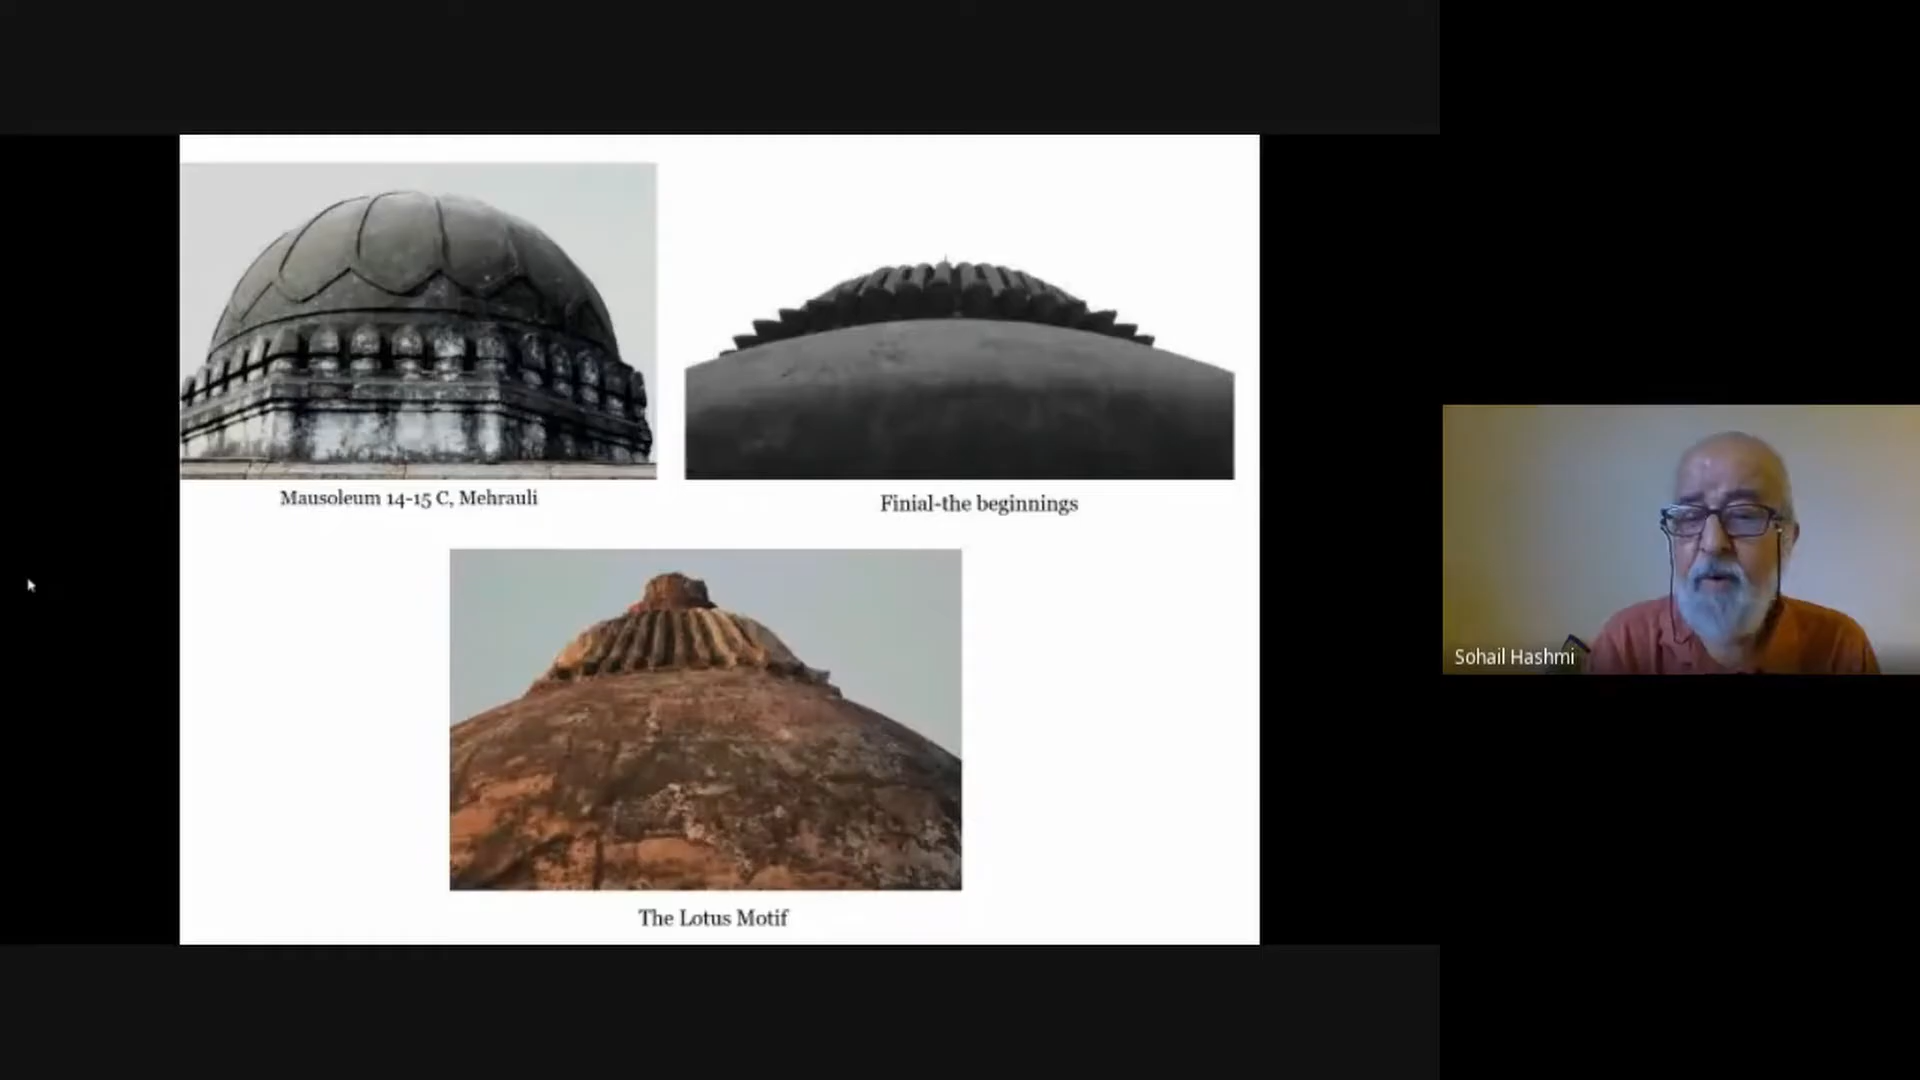 Mausoleum 14-15 C, Mehrauli
Finial-the beginnings
The Lotus Motif
Sohail Hashmi